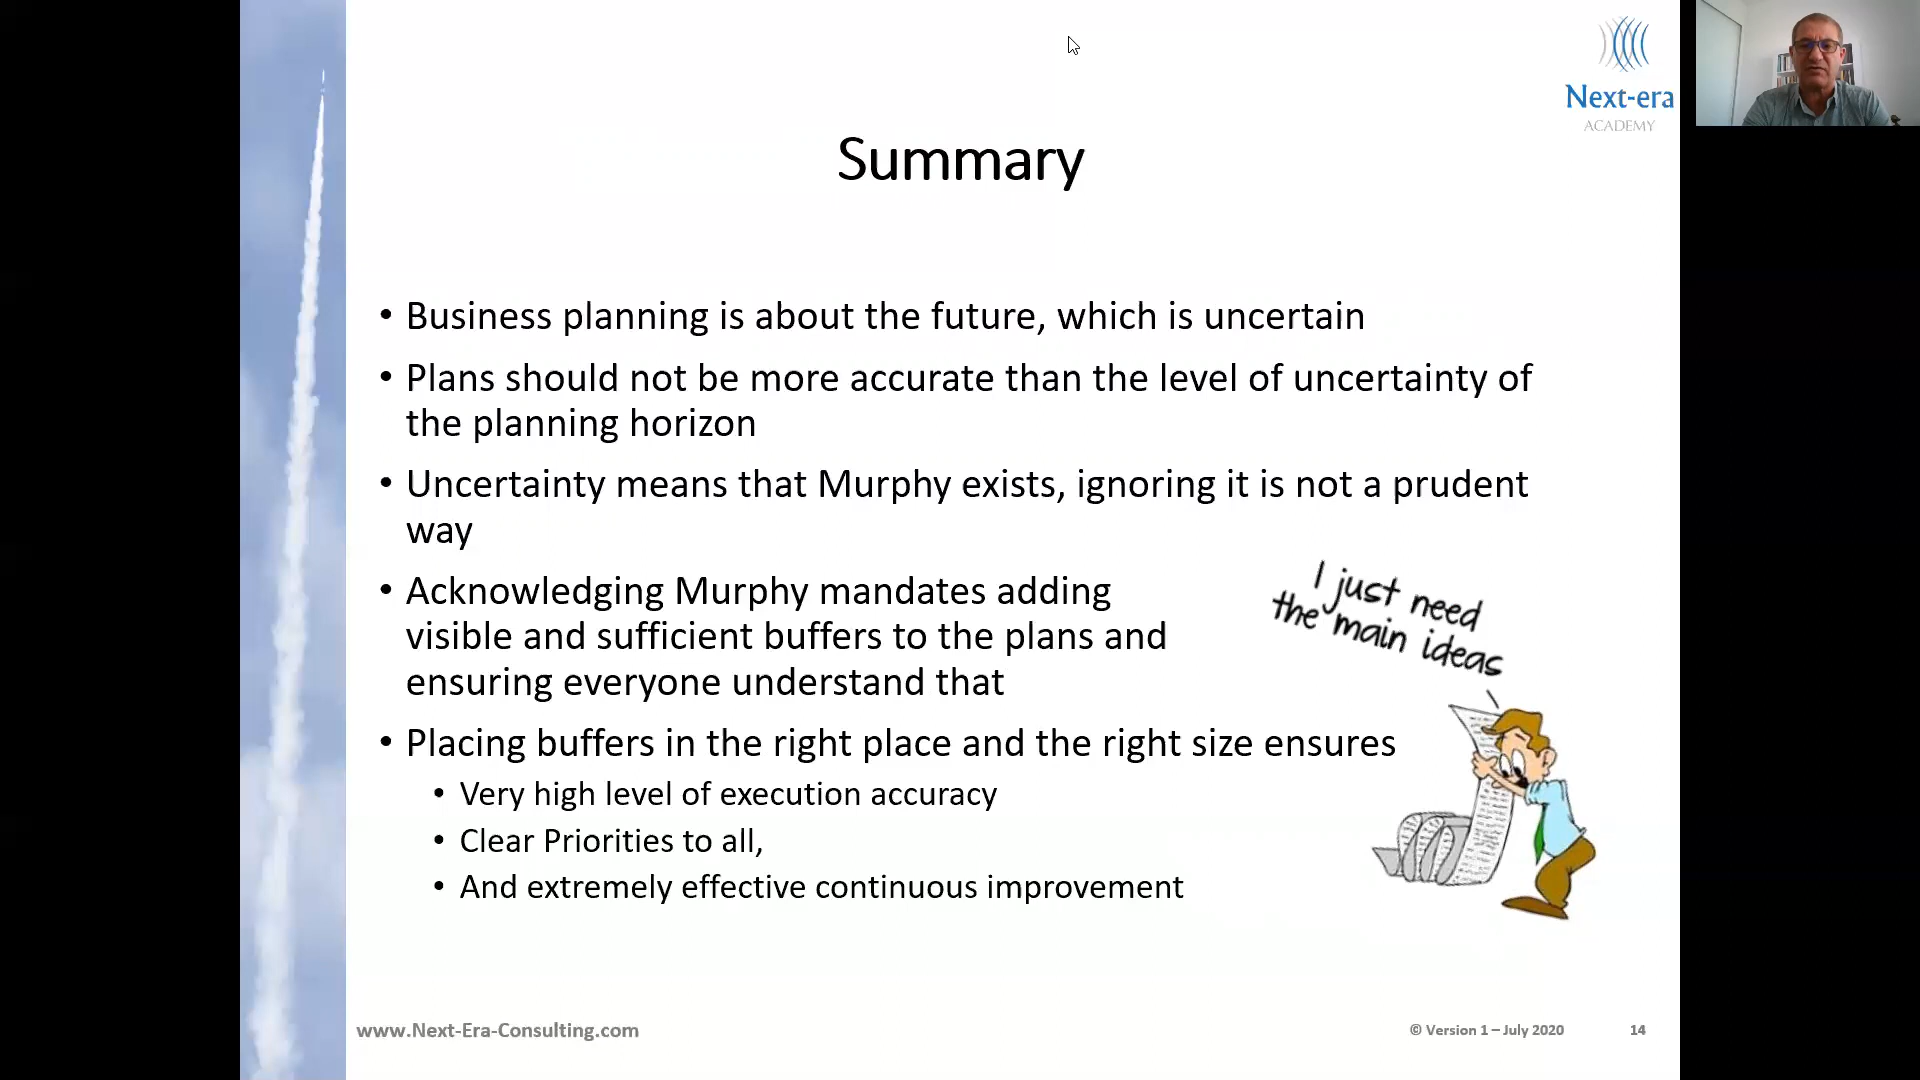 Next-era
ACADEMY
Summary
• Business planning is about the future, which is uncertain
• Plans should not be more accurate than the level of uncertainty of
the planning horizon
• Uncertainty means that Murphy exists, ignoring it is not a prudent
way
• Acknowledging Murphy mandates adding
visible and sufficient buffers to the plans and
ensuring everyone understand that
I just need
the main ideas
• Placing buffers in the right place and the right size ensures
• Very high level of execution accuracy
• Clear Priorities to all,
• And extremely effective continuous improvement
www.Next-Era-Consulting.com
© Version 1 – July 2020
14